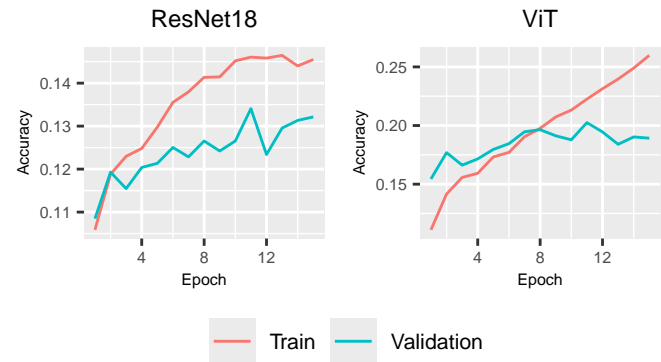 ResNet18
0.14
0.13
0.12
0.11
Accuracy
4
8
12
Epoch
ViT
0.25
0.20
0.15
Accuracy
4
8
12
Epoch
Train
Validation